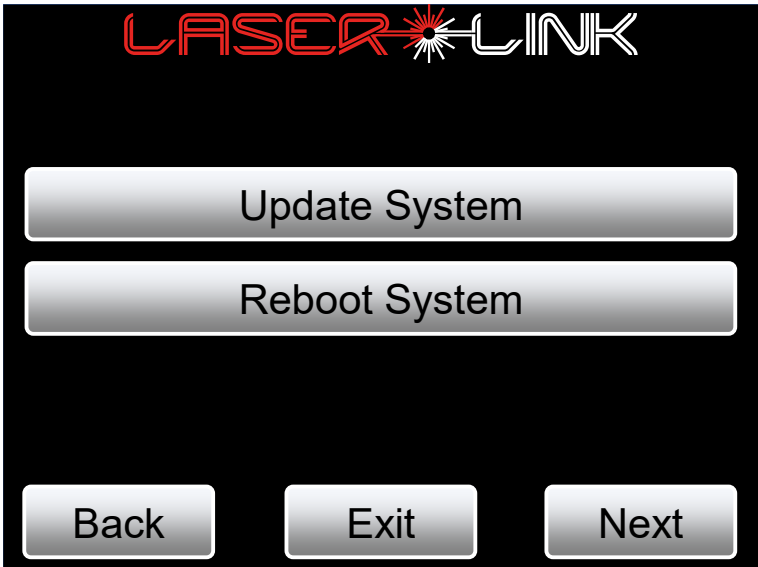 LASER LINK
Update System
Reboot System
Back Exit Next